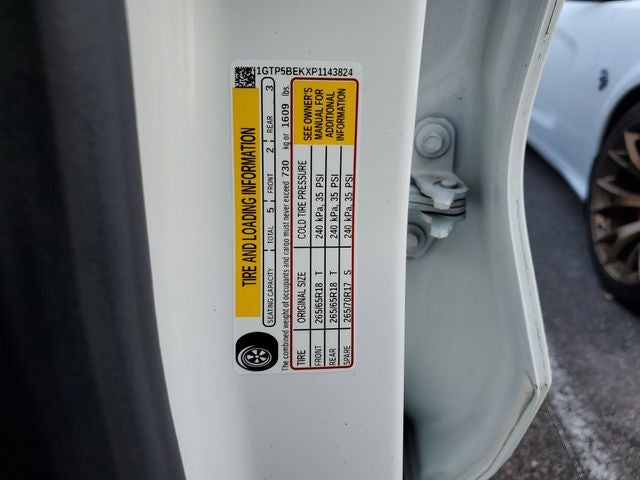 1GTP5BEKXP1143824
TIRE AND LOADING INFORMATION
SEATING CAPACITY TOTAL 5 FRONT 2 REAR 3
The combined weight of occupants and cargo must never exceed 730 kg or 1609 lbs.
TIRE ORIGINAL SIZE COLD TIRE PRESSURE
FRONT 265/65R18 T 240 kPa, 35 PSI
REAR 265/65R18 T 240 kPa, 35 PSI
SPARE 265/70R17 S 240 kPa, 35 PSI
SEE OWNER'S
MANUAL FOR
ADDITIONAL
INFORMATION